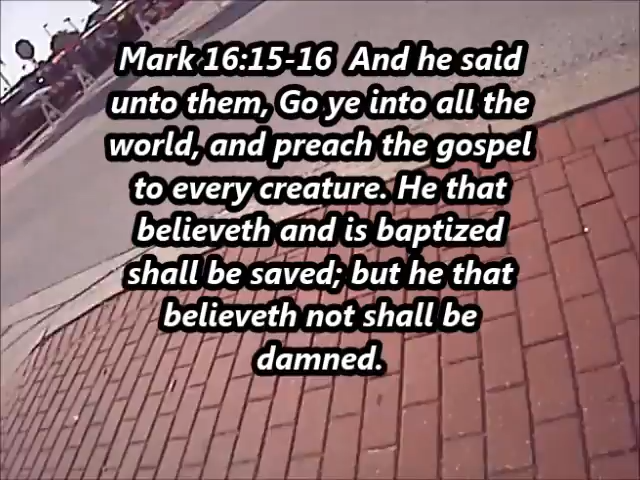 Mark 16:15-16  And he said
unto them, Go ye into all the
world, and preach the gospel
to every creature. He that
believeth and is baptized
shall be saved; but he that
believeth not shall be
damned.